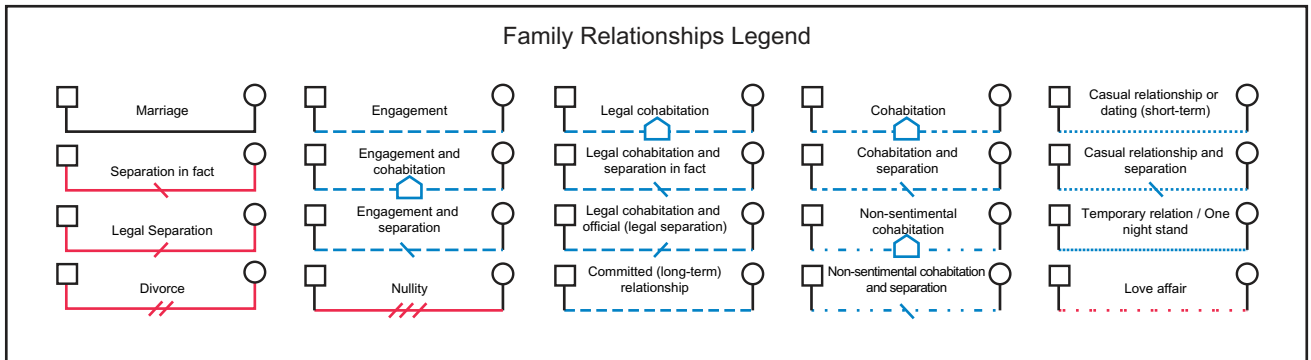 Family Relationships Legend
Marriage
Engagement
Legal cohabitation
Cohabitation
Casual relationship or
dating (short-term)
Separation in fact
Engagement and
cohabitation
Legal cohabitation and
separation in fact
Cohabitation and
separation
Casual relationship and
separation
Legal Separation
Engagement and
separation
Legal cohabitation and
official (legal separation)
Non-sentimental
cohabitation
Temporary relation / One
night stand
Divorce
Nullity
Committed (long-term)
relationship
Non-sentimental cohabitation
and separation
Love affair